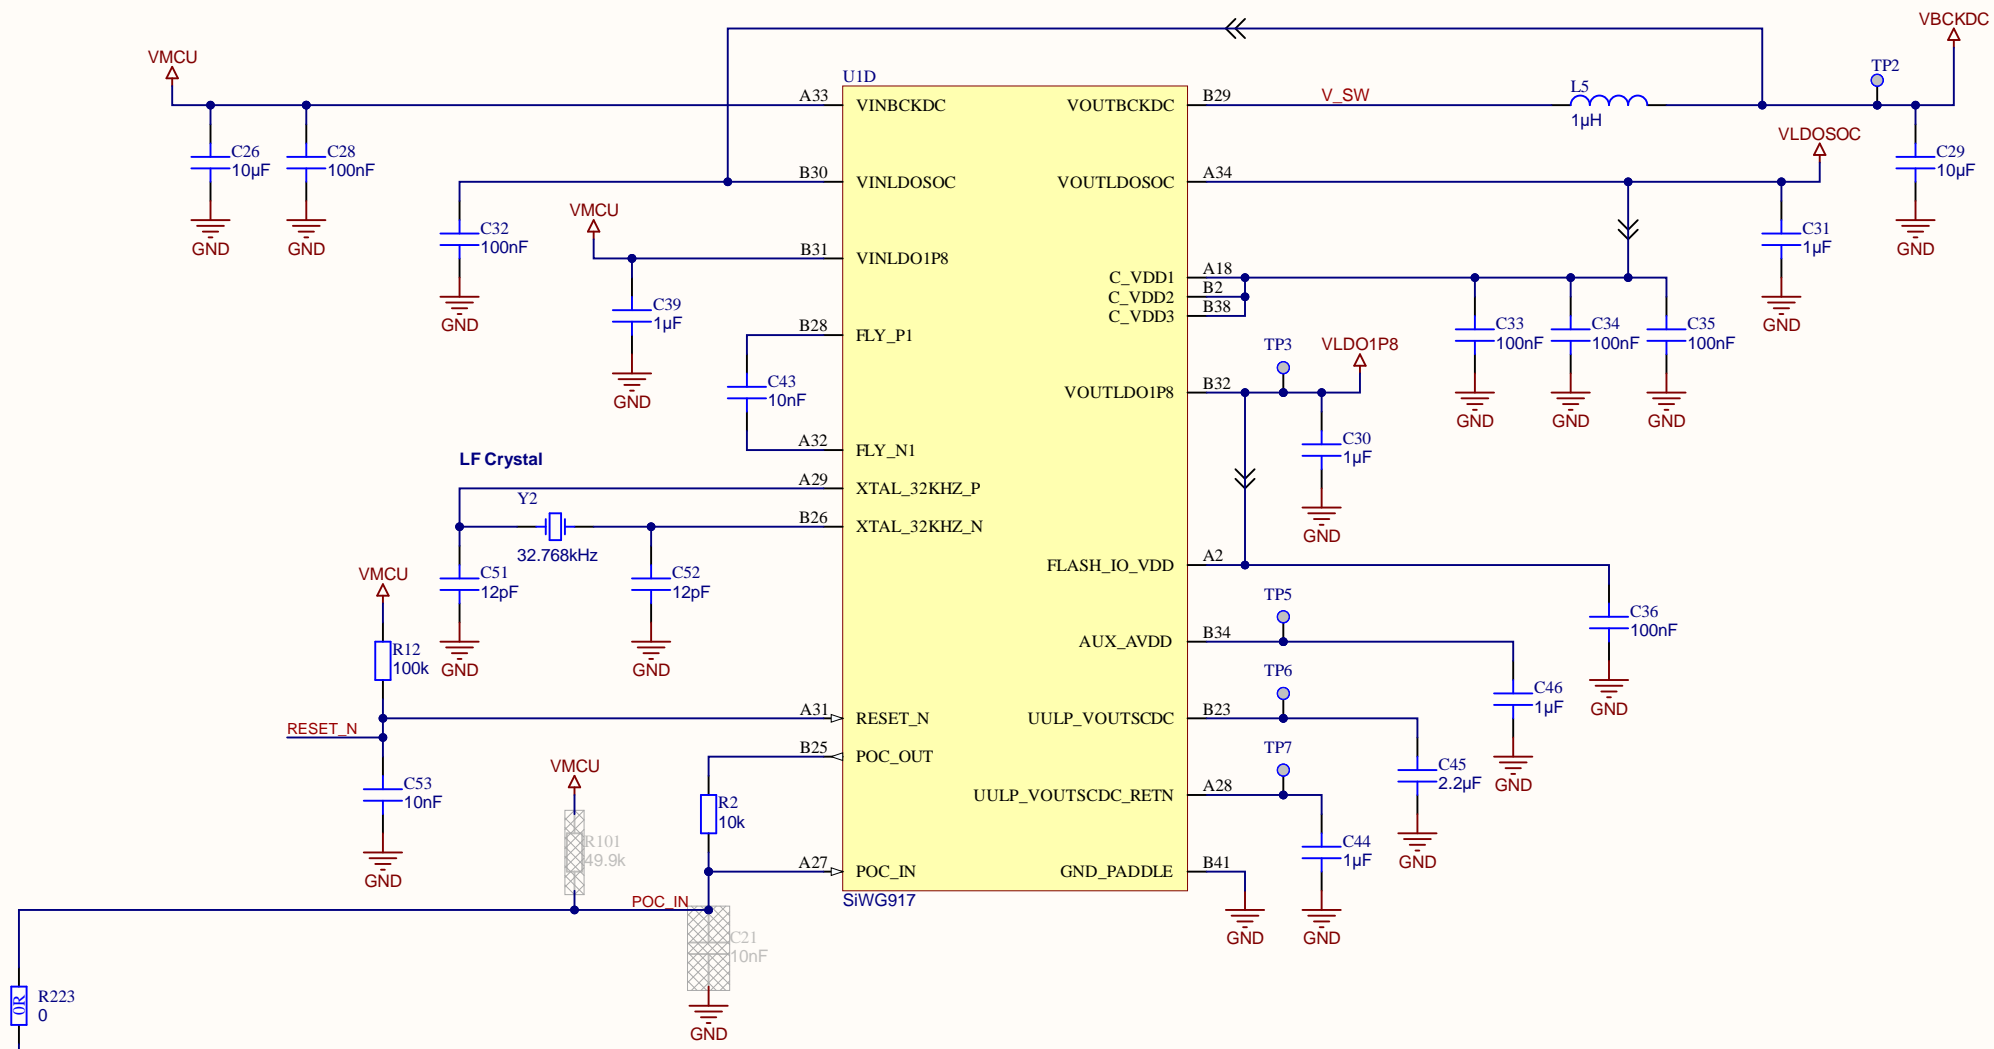 VBCKDC
VMCU
TP2
U1D
A33
VINBCKDC
VOUTBCKDC
B29
V_SW
L5
1µH
VLDOSOC
C26
10µF
C28
100nF
C29
10µF
GND
GND
GND
B30
VINLDOSOC
VOUTLDOSOC
A34
C32
100nF
GND
VMCU
C31
1µF
GND
B31
VINLDO1P8
C39
1µF
GND
C_VDD1
A18
C_VDD2
B2
C_VDD3
B38
C33
100nF
C34
100nF
C35
100nF
GND
GND
GND
B28
FLY_P1
C43
10nF
A32
FLY_N1
TP3
VLDO1P8
VOUTLDO1P8
B32
C30
1µF
GND
LF Crystal
A29
XTAL_32KHZ_P
Y2
32.768kHz
B26
XTAL_32KHZ_N
C51
12pF
C52
12pF
GND
GND
FLASH_IO_VDD
A2
C36
100nF
GND
TP5
AUX_AVDD
B34
C46
1µF
GND
VMCU
R12
100k
A31
RESET_N
RESET_N
C53
10nF
GND
TP6
UULP_VOUTSCDC
B23
C45
2.2µF
GND
B25
POC_OUT
VMCU
R101
49.9k
R2
10k
TP7
UULP_VOUTSCDC_RETN
A28
C44
1µF
GND
A27
POC_IN
GND_PADDLE
B41
GND
SiWG917
POC_IN
C21
10nF
GND
0R
R223
0